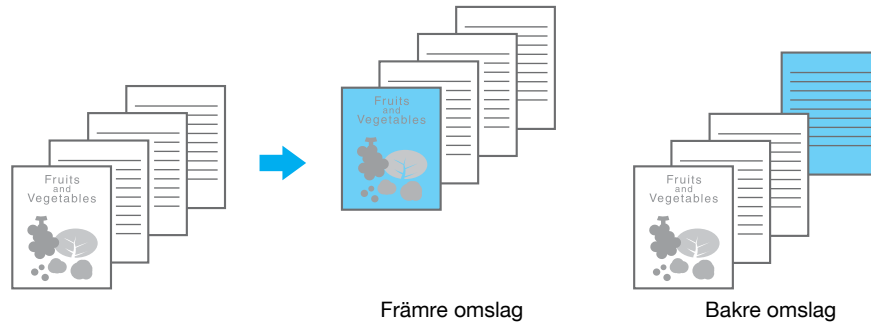 Fruits
and
Vegetables
Fruits
and
Vegetables
Fruits
and
Vegetables
Främre omslag
Bakre omslag